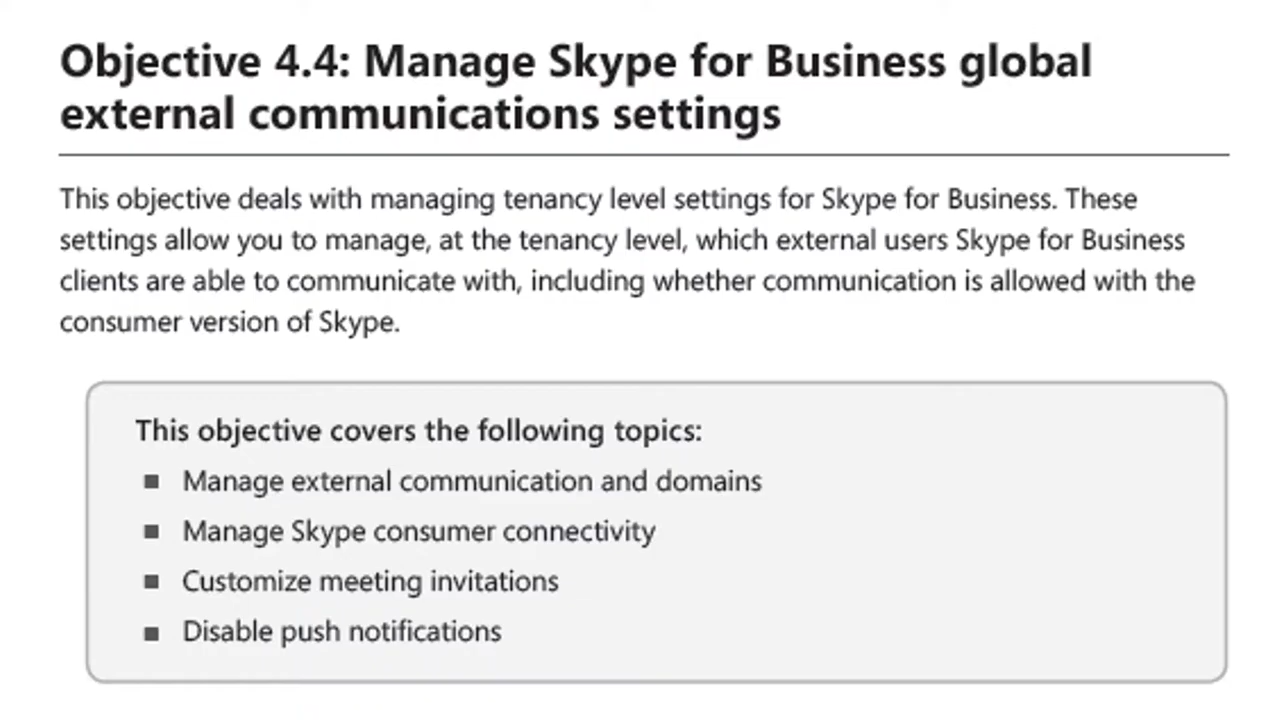 Objective 4.4: Manage Skype for Business global
external communications settings
This objective deals with managing tenancy level settings for Skype for Business. These
settings allow you to manage, at the tenancy level, which external users Skype for Business
clients are able to communicate with, including whether communication is allowed with the
consumer version of Skype.
This objective covers the following topics:
■ Manage external communication and domains
■ Manage Skype consumer connectivity
■ Customize meeting invitations
■ Disable push notifications